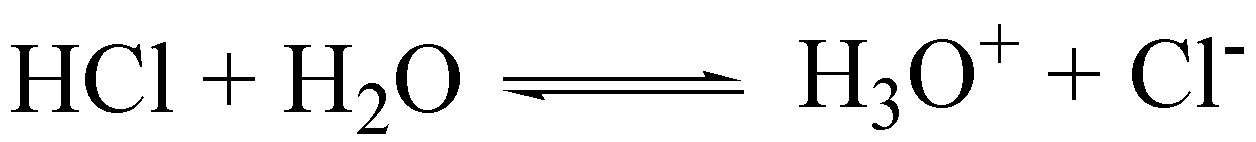 HCl + H₂O ⇌ H₃O⁺ + Cl⁻